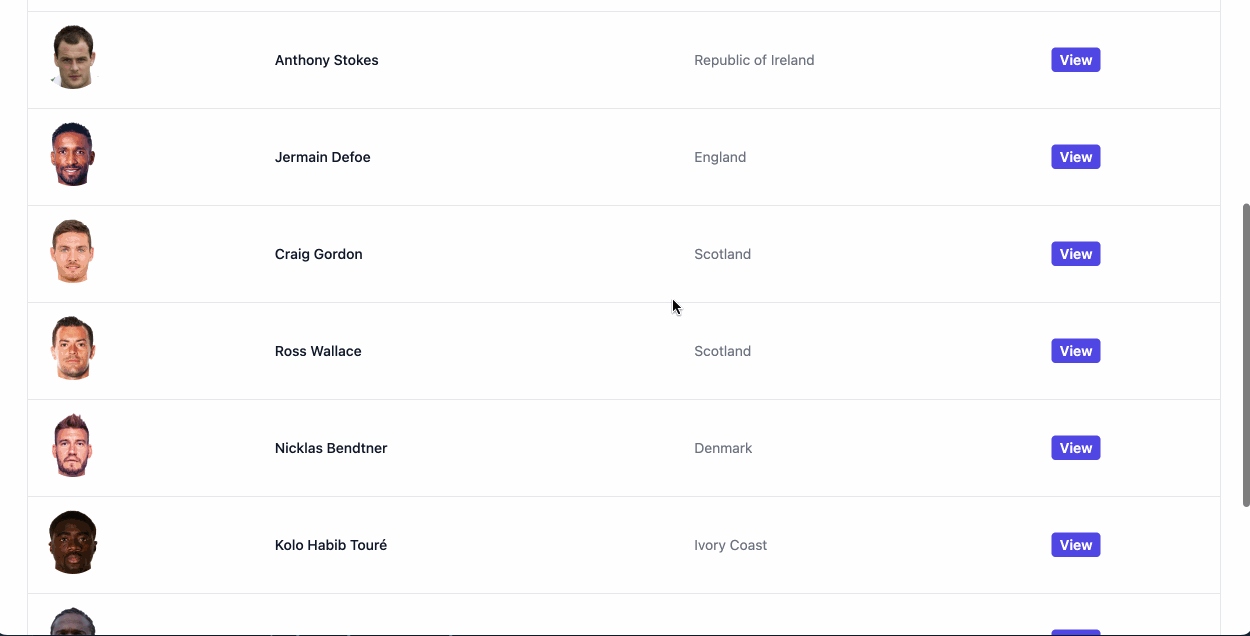 Anthony Stokes Republic of Ireland View
Jermain Defoe England View
Craig Gordon Scotland View
Ross Wallace Scotland View
Nicklas Bendtner Denmark View
Kolo Habib Touré Ivory Coast View